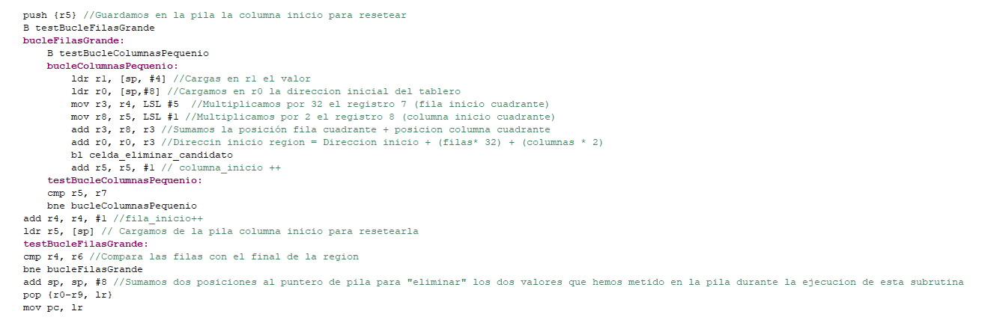 push {r5} //Guardamos en la pila la columna inicio para resetear
B testBucleFilasGrande
bucleFilasGrande:
B testBucleColumnasPequenio
bucleColumnasPequenio:
ldr r1, [sp, #4] //Cargas en r1 el valor
ldr r0, [sp,#8] //Cargamos en r0 la direccion inicial del tablero
mov r3, r4, LSL #5  //Multiplicamos por 32 el registro 7 (fila inicio cuadrante)
mov r8, r5, LSL #1 //Multiplicamos por 2 el registro 8 (columna inicio cuadrante)
add r3, r8, r3 //Sumamos la posición fila cuadrante + posicion columna cuadrante
add r0, r0, r3 //Direccin inicio region = Direccion inicio + (filas* 32) + (columnas * 2)
bl celda_eliminar_candidato
add r5, r5, #1 // columna_inicio ++
testBucleColumnasPequenio:
cmp r5, r7
bne bucleColumnasPequenio
add r4, r4, #1 //fila_inicio++
ldr r5, [sp] // Cargamos de la pila columna inicio para resetearla
testBucleFilasGrande:
cmp r4, r6 //Compara las filas con el final de la region
bne bucleFilasGrande
add sp, sp, #8 //Sumamos dos posiciones al puntero de pila para "eliminar" los dos valores que hemos metido en la pila durante la ejecucion de esta subrutina
pop {r0-r9, lr}
mov pc, lr